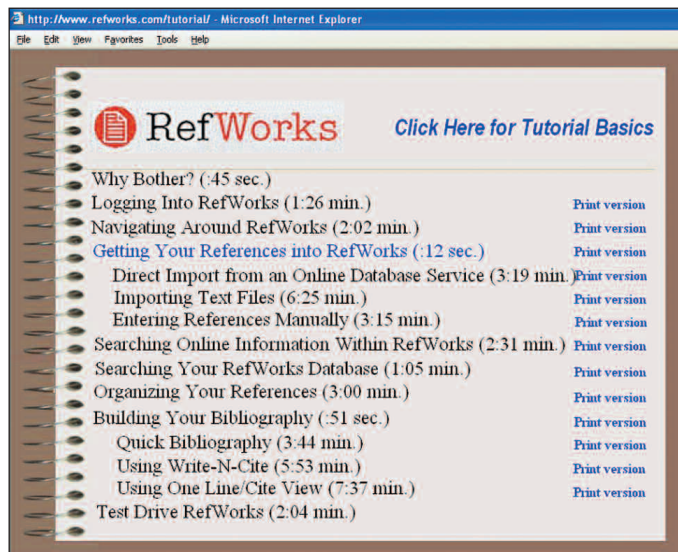 http://www.refworks.com/tutorial/ - Microsoft Internet Explorer
File Edit View Favorites Tools Help
RefWorks
Click Here for Tutorial Basics
Why Bother? (:45 sec.)
Logging Into RefWorks (1:26 min.) Print version
Navigating Around RefWorks (2:02 min.) Print version
Getting Your References into RefWorks (:12 sec.) Print version
Direct Import from an Online Database Service (3:19 min.) Print version
Importing Text Files (6:25 min.) Print version
Entering References Manually (3:15 min.) Print version
Searching Online Information Within RefWorks (2:31 min.) Print version
Searching Your RefWorks Database (1:05 min.) Print version
Organizing Your References (3:00 min.) Print version
Building Your Bibliography (:51 sec.) Print version
Quick Bibliography (3:44 min.) Print version
Using Write-N-Cite (5:53 min.) Print version
Using One Line/Cite View (7:37 min.) Print version
Test Drive RefWorks (2:04 min.)